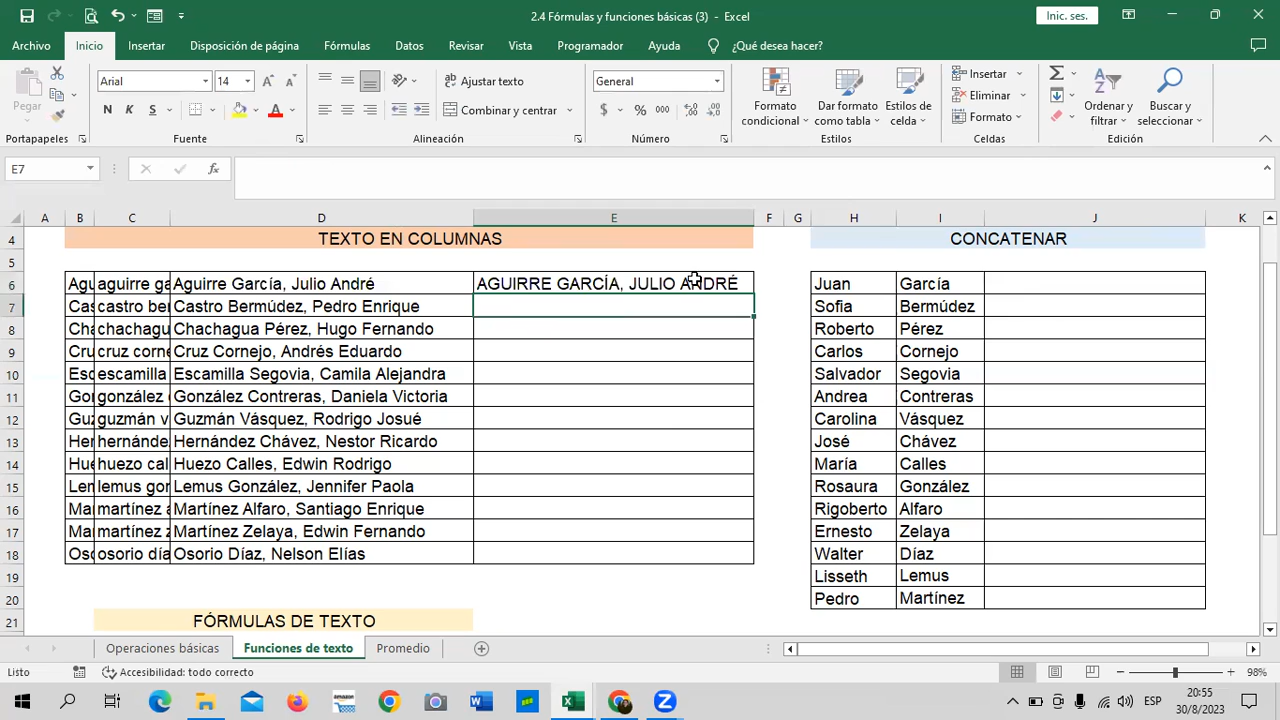 2.4 Fórmulas y funciones básicas (3) - Excel
Inic. ses.
Archivo Inicio Insertar Disposición de página Fórmulas Datos Revisar Vista Programador Ayuda ¿Qué desea hacer?
Pegar
Arial 14
N K S
Ajustar texto
Combinar y centrar
General
$ % 000
Formato condicional
Dar formato como tabla
Estilos de celda
Insertar
Eliminar
Formato
Ordenar y filtrar
Buscar y seleccionar
Portapapeles Fuente Alineación Número Estilos Celdas Edición
E7 fx
A B C D E F G H I J K
4 TEXTO EN COLUMNAS CONCATENAR
5
6 Agu aguirre ga Aguirre García, Julio André AGUIRRE GARCÍA, JULIO ANDRÉ Juan García
7 Cas castro ber Castro Bermúdez, Pedro Enrique Sofia Bermúdez
8 Cha chachagu Chachagua Pérez, Hugo Fernando Roberto Pérez
9 Cru cruz corne Cruz Cornejo, Andrés Eduardo Carlos Cornejo
10 Esc escamilla Escamilla Segovia, Camila Alejandra Salvador Segovia
11 Gon gonzález González Contreras, Daniela Victoria Andrea Contreras
12 Guz guzmán v Guzmán Vásquez, Rodrigo Josué Carolina Vásquez
13 Her hernández Hernández Chávez, Nestor Ricardo José Chávez
14 Hue huezo cal Huezo Calles, Edwin Rodrigo María Calles
15 Lem lemus gon Lemus González, Jennifer Paola Rosaura González
16 Mar martínez a Martínez Alfaro, Santiago Enrique Rigoberto Alfaro
17 Mar martínez z Martínez Zelaya, Edwin Fernando Ernesto Zelaya
18 Oso osorio día Osorio Díaz, Nelson Elías Walter Díaz
19 Lisseth Lemus
20 Pedro Martínez
21 FÓRMULAS DE TEXTO
Operaciones básicas Funciones de texto Promedio
Listo Accesibilidad: todo correcto 98%
ESP 20:55
30/8/2023